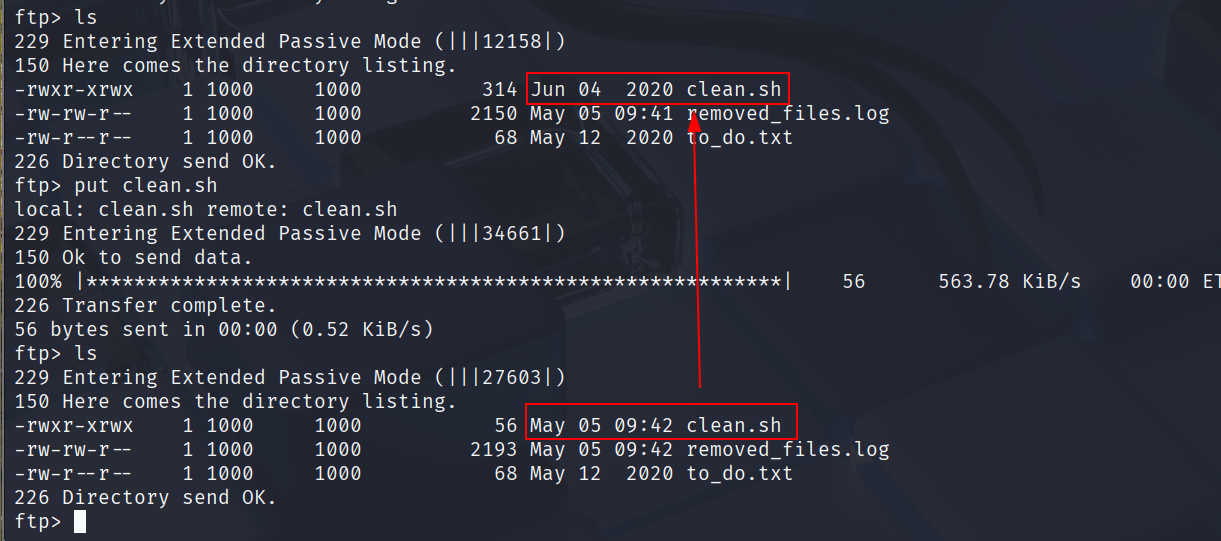 ftp> ls
229 Entering Extended Passive Mode (|||12158|)
150 Here comes the directory listing.
-rwxr-xrwx    1 1000     1000          314 Jun 04  2020 clean.sh
-rw-rw-r--    1 1000     1000         2150 May 05 09:41 removed_files.log
-rw-r--r--    1 1000     1000           68 May 12  2020 to_do.txt
226 Directory send OK.
ftp> put clean.sh
local: clean.sh remote: clean.sh
229 Entering Extended Passive Mode (|||34661|)
150 Ok to send data.
100% |**********************************************************|    56      563.78 KiB/s    00:00 ET
226 Transfer complete.
56 bytes sent in 00:00 (0.52 KiB/s)
ftp> ls
229 Entering Extended Passive Mode (|||27603|)
150 Here comes the directory listing.
-rwxr-xrwx    1 1000     1000           56 May 05 09:42 clean.sh
-rw-rw-r--    1 1000     1000         2193 May 05 09:42 removed_files.log
-rw-r--r--    1 1000     1000           68 May 12  2020 to_do.txt
226 Directory send OK.
ftp>